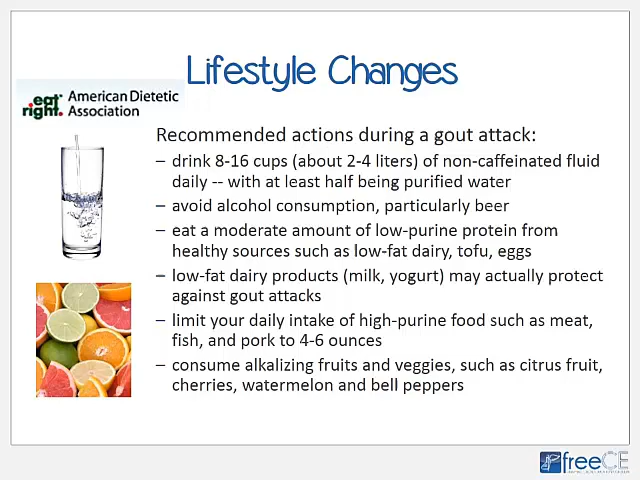 Lifestyle Changes
eat right. American Dietetic Association
Recommended actions during a gout attack:
– drink 8-16 cups (about 2-4 liters) of non-caffeinated fluid
daily -- with at least half being purified water
– avoid alcohol consumption, particularly beer
– eat a moderate amount of low-purine protein from
healthy sources such as low-fat dairy, tofu, eggs
– low-fat dairy products (milk, yogurt) may actually protect
against gout attacks
– limit your daily intake of high-purine food such as meat,
fish, and pork to 4-6 ounces
– consume alkalizing fruits and veggies, such as citrus fruit,
cherries, watermelon and bell peppers
freeCE